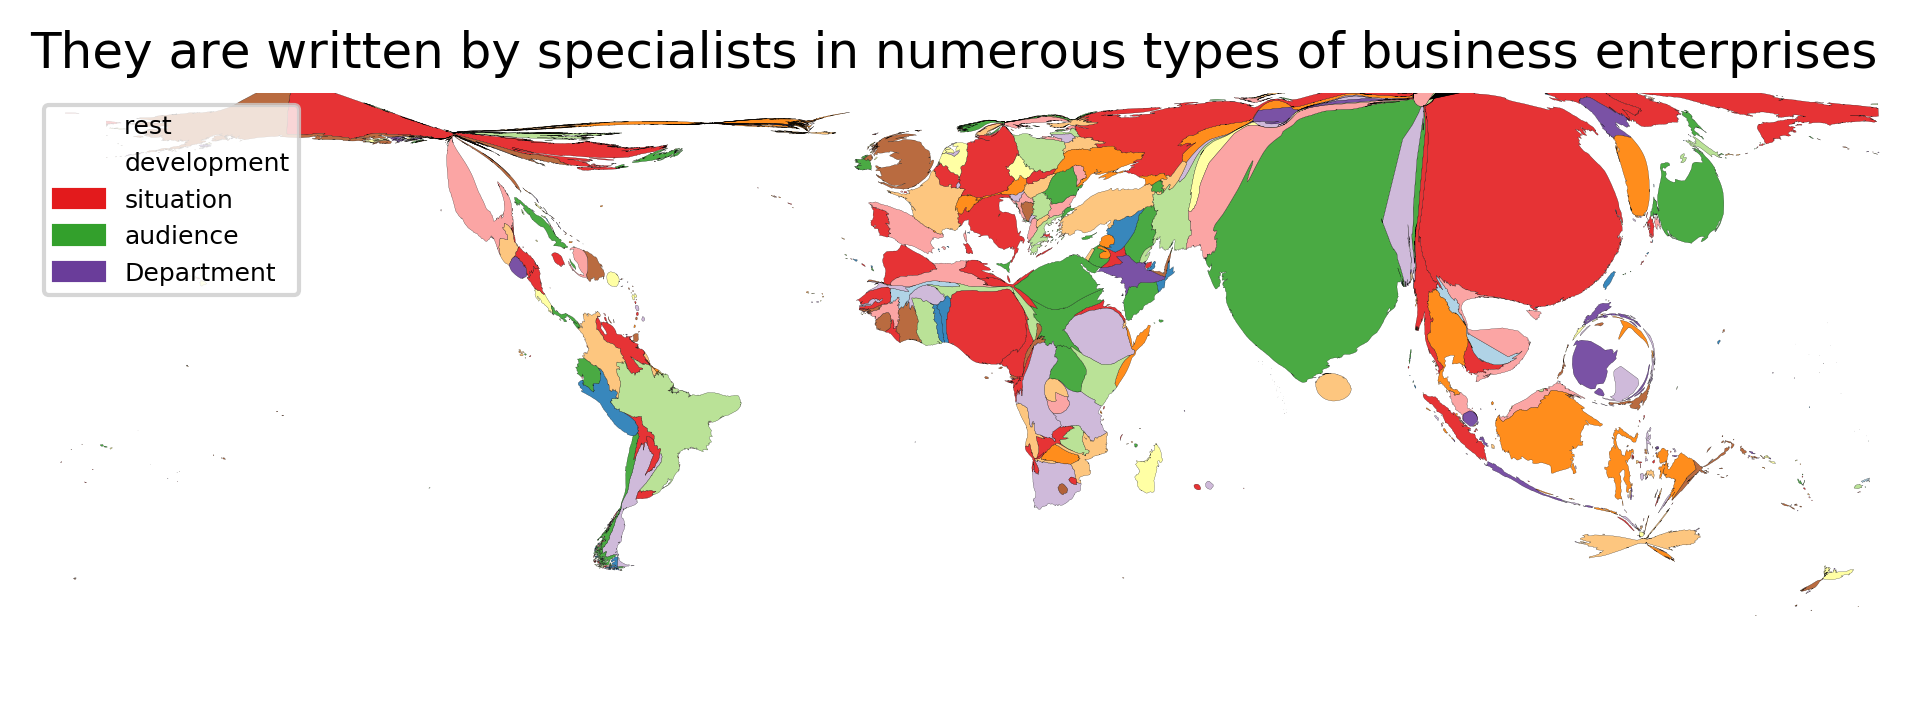 They are written by specialists in numerous types of business enterprises
rest
development
situation
audience
Department